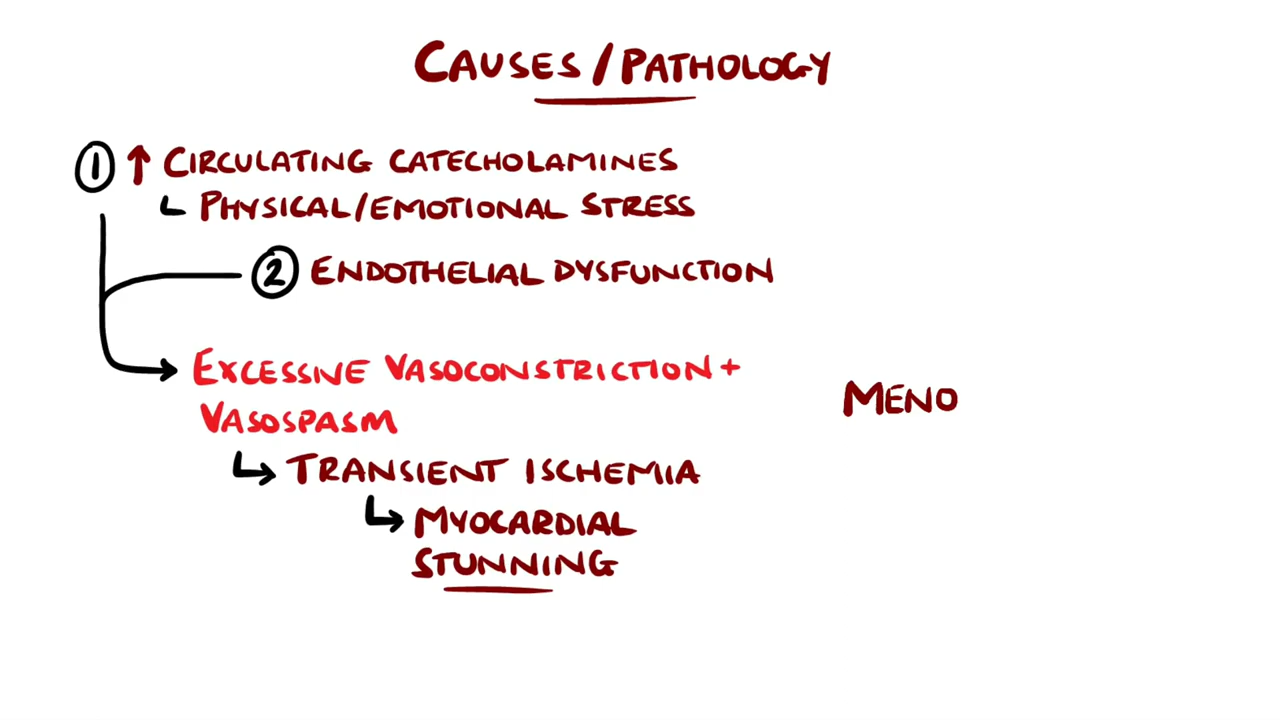 CAUSES/PATHOLOGY
1 ↑ CIRCULATING CATECHOLAMINES
PHYSICAL/EMOTIONAL STRESS
2 ENDOTHELIAL DYSFUNCTION
EXCESSIVE VASOCONSTRICTION +
VASOSPASM
MENO
TRANSIENT ISCHEMIA
MYOCARDIAL
STUNNING